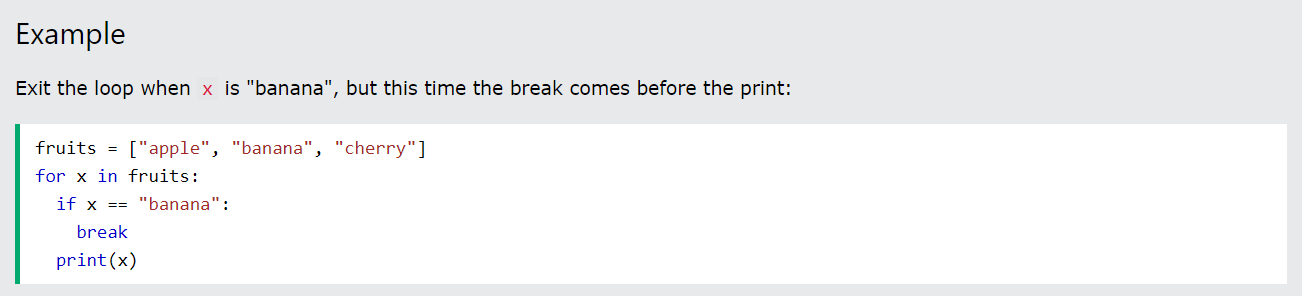 Example
Exit the loop when x is "banana", but this time the break comes before the print:
fruits = ["apple", "banana", "cherry"]
for x in fruits:
  if x == "banana":
    break
  print(x)